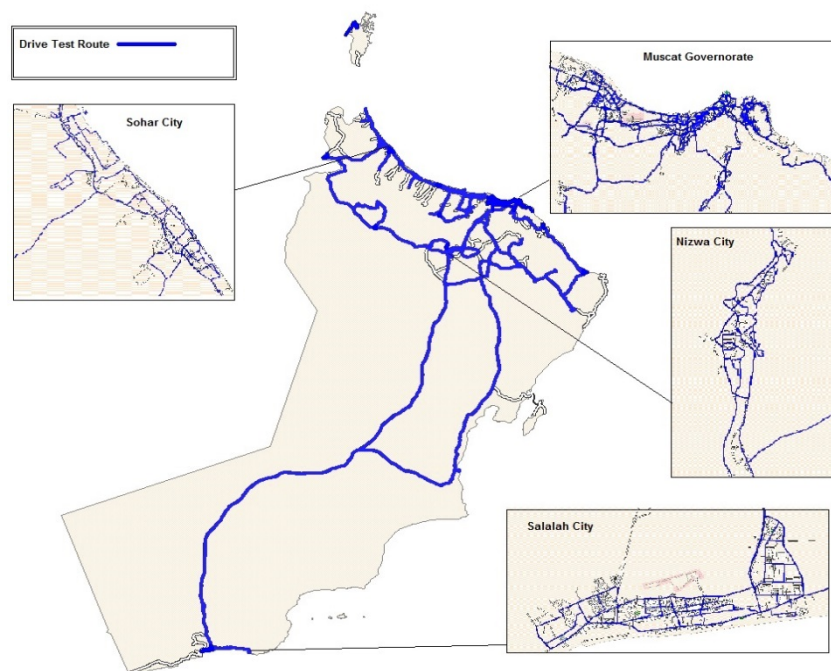 Drive Test Route
Muscat Governorate
Sohar City
Nizwa City
Salalah City